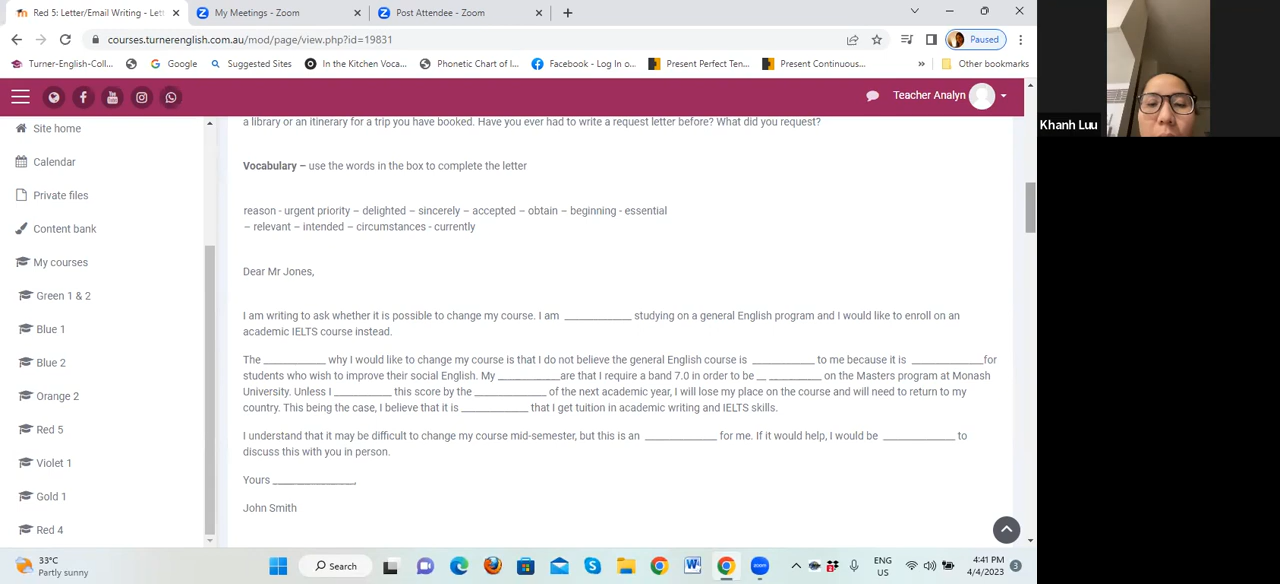 Red 5: Letter/Email Writing - Lett
My Meetings - Zoom
Post Attendee - Zoom
courses.turnerenglish.com.au/mod/page/view.php?id=19831
Paused
Turner-English-Coll...
Google
Suggested Sites
In the Kitchen Voca...
Phonetic Chart of I...
Facebook - Log In o...
Present Perfect Ten...
Present Continuous...
»
Other bookmarks
Teacher Analyn
Khanh Luu
Site home
Calendar
Private files
Content bank
My courses
Green 1 & 2
Blue 1
Blue 2
Orange 2
Red 5
Violet 1
Gold 1
Red 4
a library or an itinerary for a trip you have booked. Have you ever had to write a request letter before? What did you request?
Vocabulary – use the words in the box to complete the letter
reason - urgent priority – delighted – sincerely – accepted – obtain – beginning - essential
– relevant – intended – circumstances - currently
Dear Mr Jones,
I am writing to ask whether it is possible to change my course. I am ____________ studying on a general English program and I would like to enroll on an
academic IELTS course instead.
The ___________ why I would like to change my course is that I do not believe the general English course is ___________ to me because it is _____________for
students who wish to improve their social English. My ___________are that I require a band 7.0 in order to be __ _________ on the Masters program at Monash
University. Unless I __________ this score by the _____________ of the next academic year, I will lose my place on the course and will need to return to my
country. This being the case, I believe that it is ____________ that I get tuition in academic writing and IELTS skills.
I understand that it may be difficult to change my course mid-semester, but this is an _____________ for me. If it would help, I would be _____________ to
discuss this with you in person.
Yours _______________,
John Smith
33°C
Partly sunny
Search
ENG
US
4:41 PM
4/4/2023
3